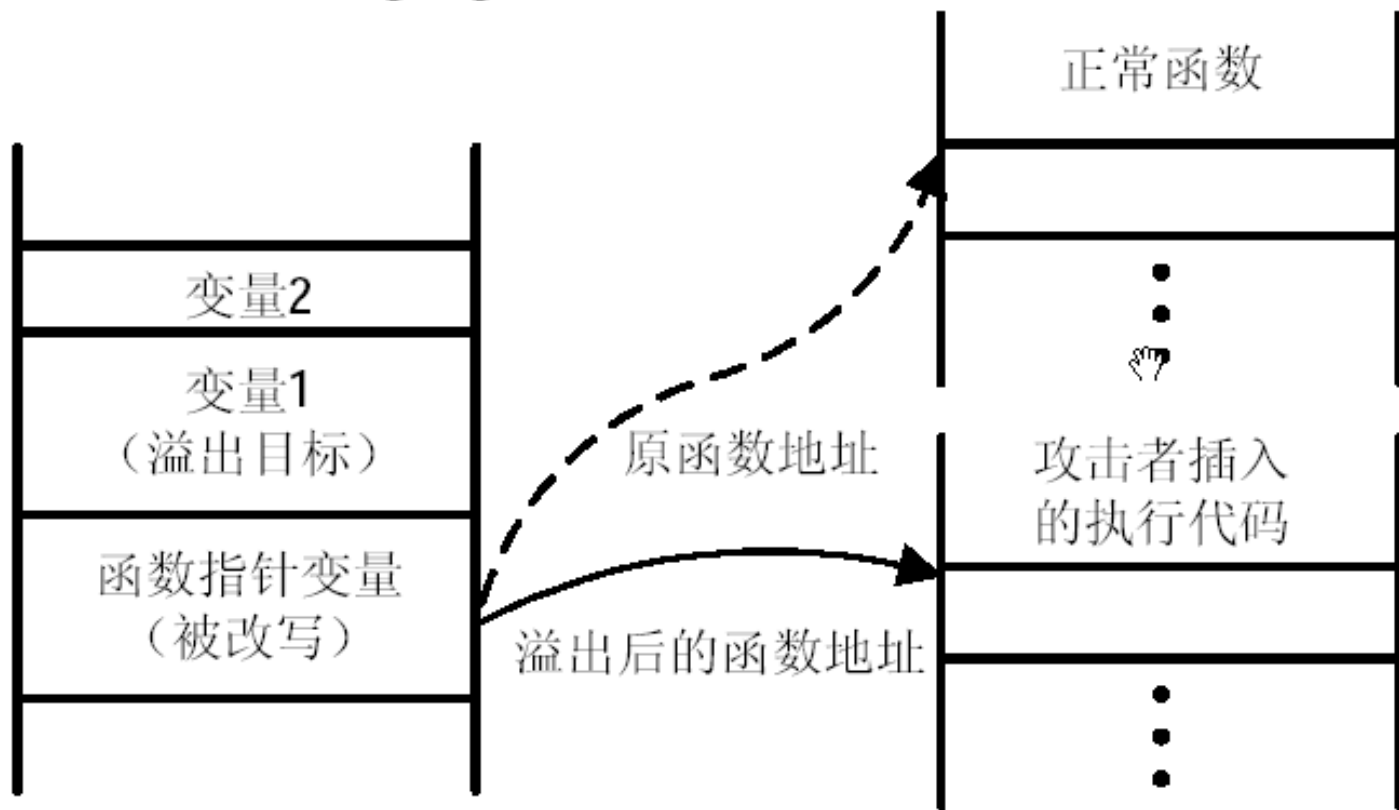 正常函数
变量2
变量1
（溢出目标）
函数指针变量
（被改写）
原函数地址
溢出后的函数地址
攻击者插入
的执行代码